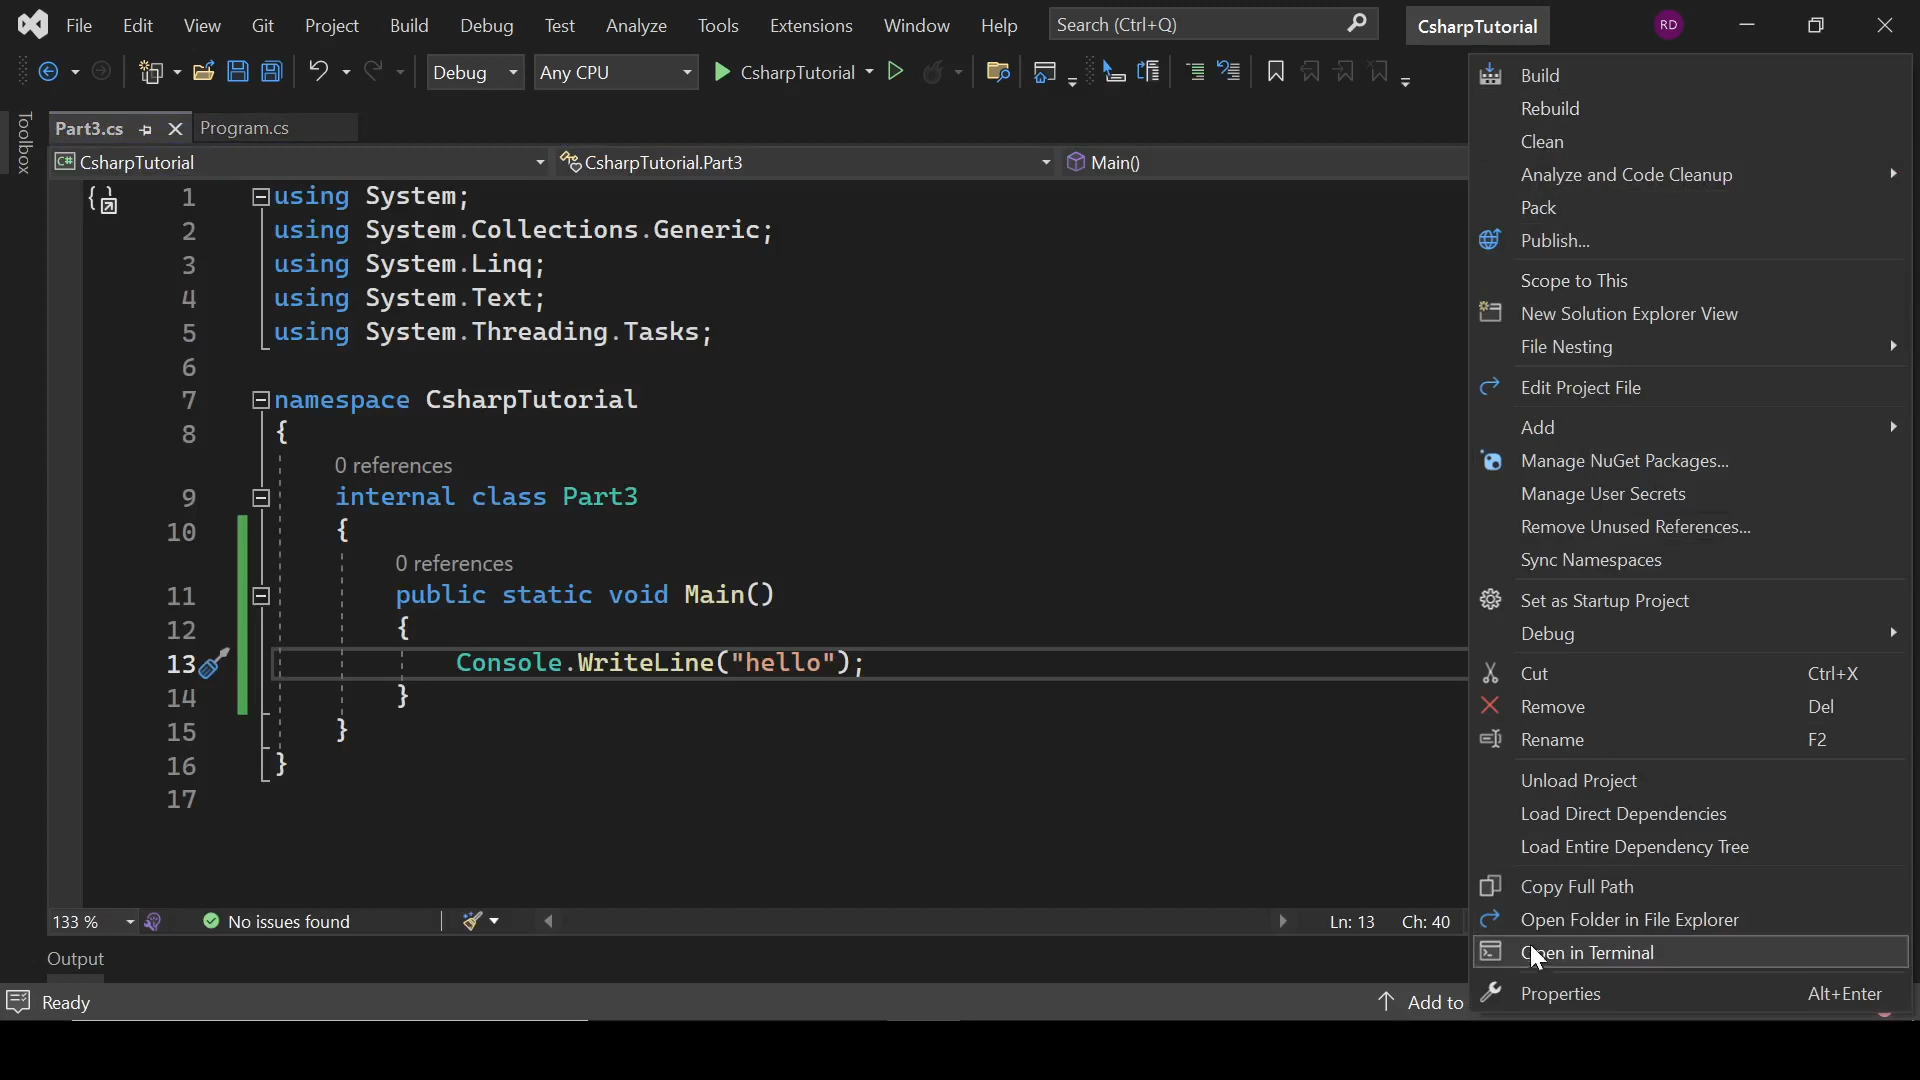 File Edit View Git Project Build Debug Test Analyze Tools Extensions Window Help Search (Ctrl+Q) CsharpTutorial RD
Debug Any CPU CsharpTutorial
Toolbox
Part3.cs Program.cs
C# CsharpTutorial CsharpTutorial.Part3 Main()
1 using System;
2 using System.Collections.Generic;
3 using System.Linq;
4 using System.Text;
5 using System.Threading.Tasks;
6
7 namespace CsharpTutorial
8 {
0 references
9 internal class Part3
10 {
0 references
11 public static void Main()
12 {
13 Console.WriteLine("hello");
14 }
15 }
16 }
17
133 % No issues found Ln: 13 Ch: 40
Output
Ready Add to
Build
Rebuild
Clean
Analyze and Code Cleanup
Pack
Publish...
Scope to This
New Solution Explorer View
File Nesting
Edit Project File
Add
Manage NuGet Packages...
Manage User Secrets
Remove Unused References...
Sync Namespaces
Set as Startup Project
Debug
Cut Ctrl+X
Remove Del
Rename F2
Unload Project
Load Direct Dependencies
Load Entire Dependency Tree
Copy Full Path
Open Folder in File Explorer
Open in Terminal
Properties Alt+Enter